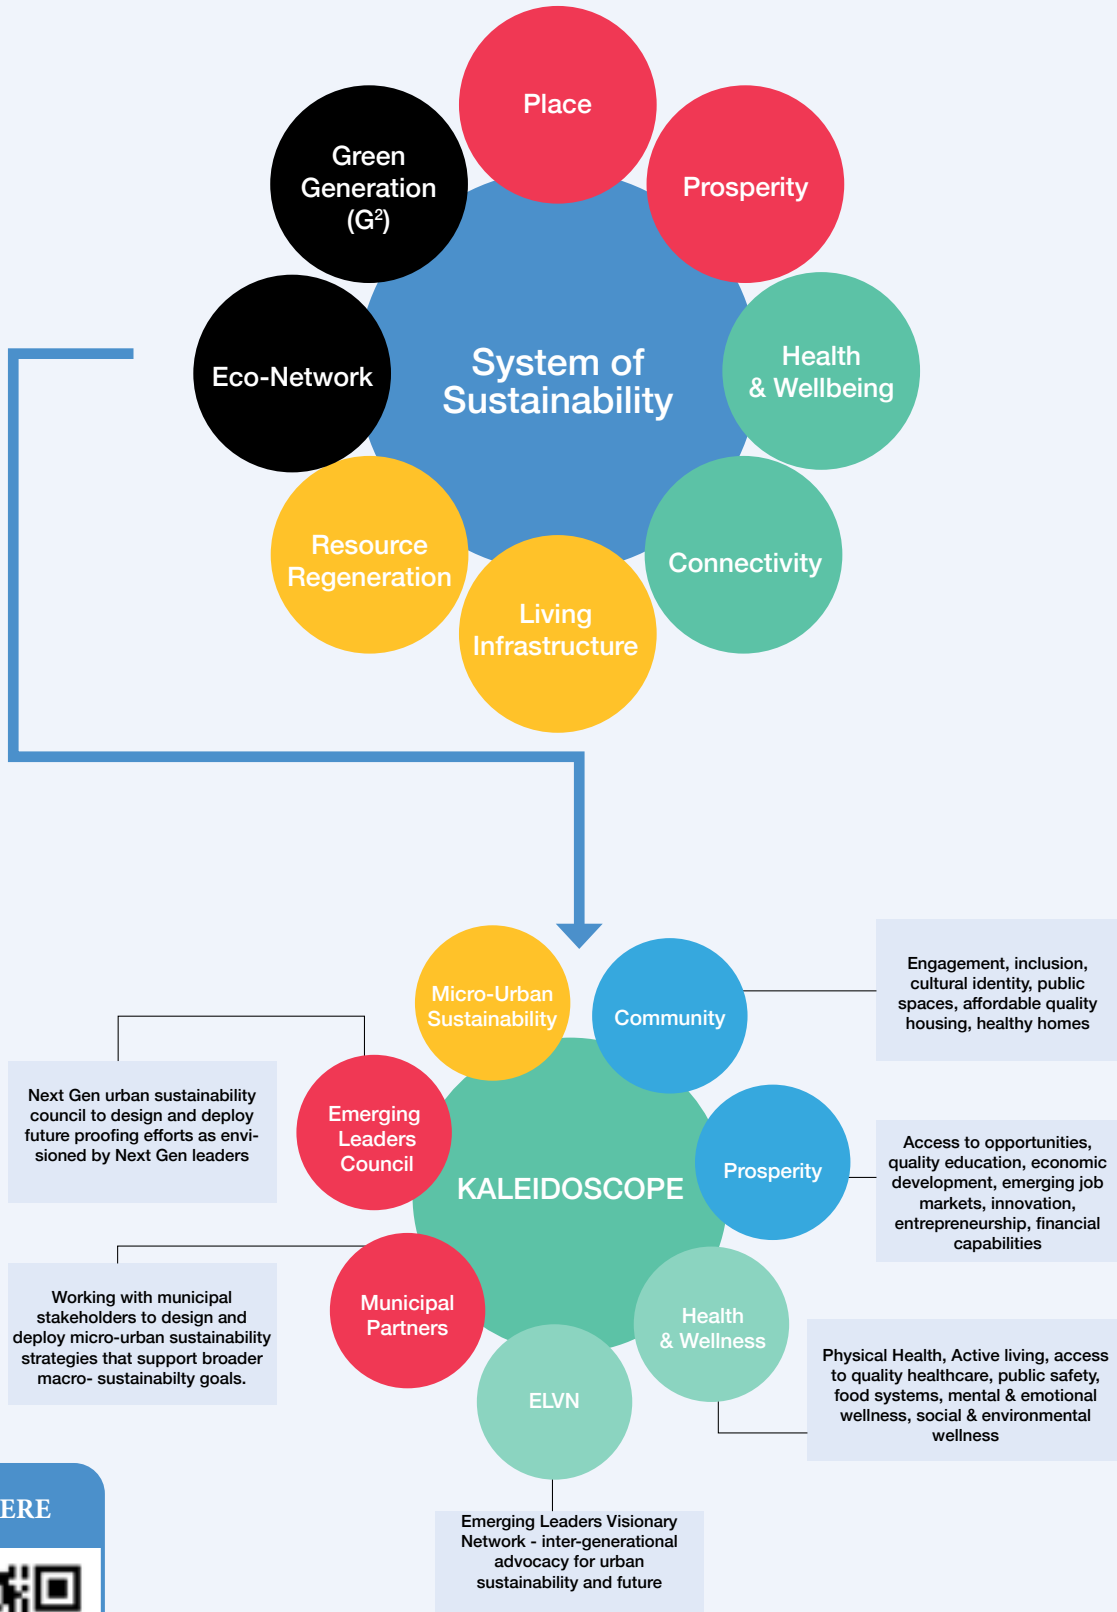 Place
Green
Generation
(G²)
Prosperity
System of
Sustainability
Health
& Wellbeing
Eco-Network
Resource
Regeneration
Connectivity
Living
Infrastructure
Micro-Urban
Sustainability
Community
Engagement, inclusion,
cultural identity, public
spaces, affordable quality
housing, healthy homes
Next Gen urban sustainability
council to design and deploy
future proofing efforts as envi-
sioned by Next Gen leaders
Emerging
Leaders
Council
KALEIDOSCOPE
Prosperity
Access to opportunities,
quality education, economic
development, emerging job
markets, innovation,
entrepreneurship, financial
capabilities
Working with municipal
stakeholders to design and
deploy micro-urban sustainability
strategies that support broader
macro- sustainabilty goals.
Municipal
Partners
Health
& Wellness
Physical Health, Active living, access
to quality healthcare, public safety,
food systems, mental & emotional
wellness, social & environmental
wellness
ELVN
Emerging Leaders Visionary
Network - inter-generational
advocacy for urban
sustainability and future
ERE